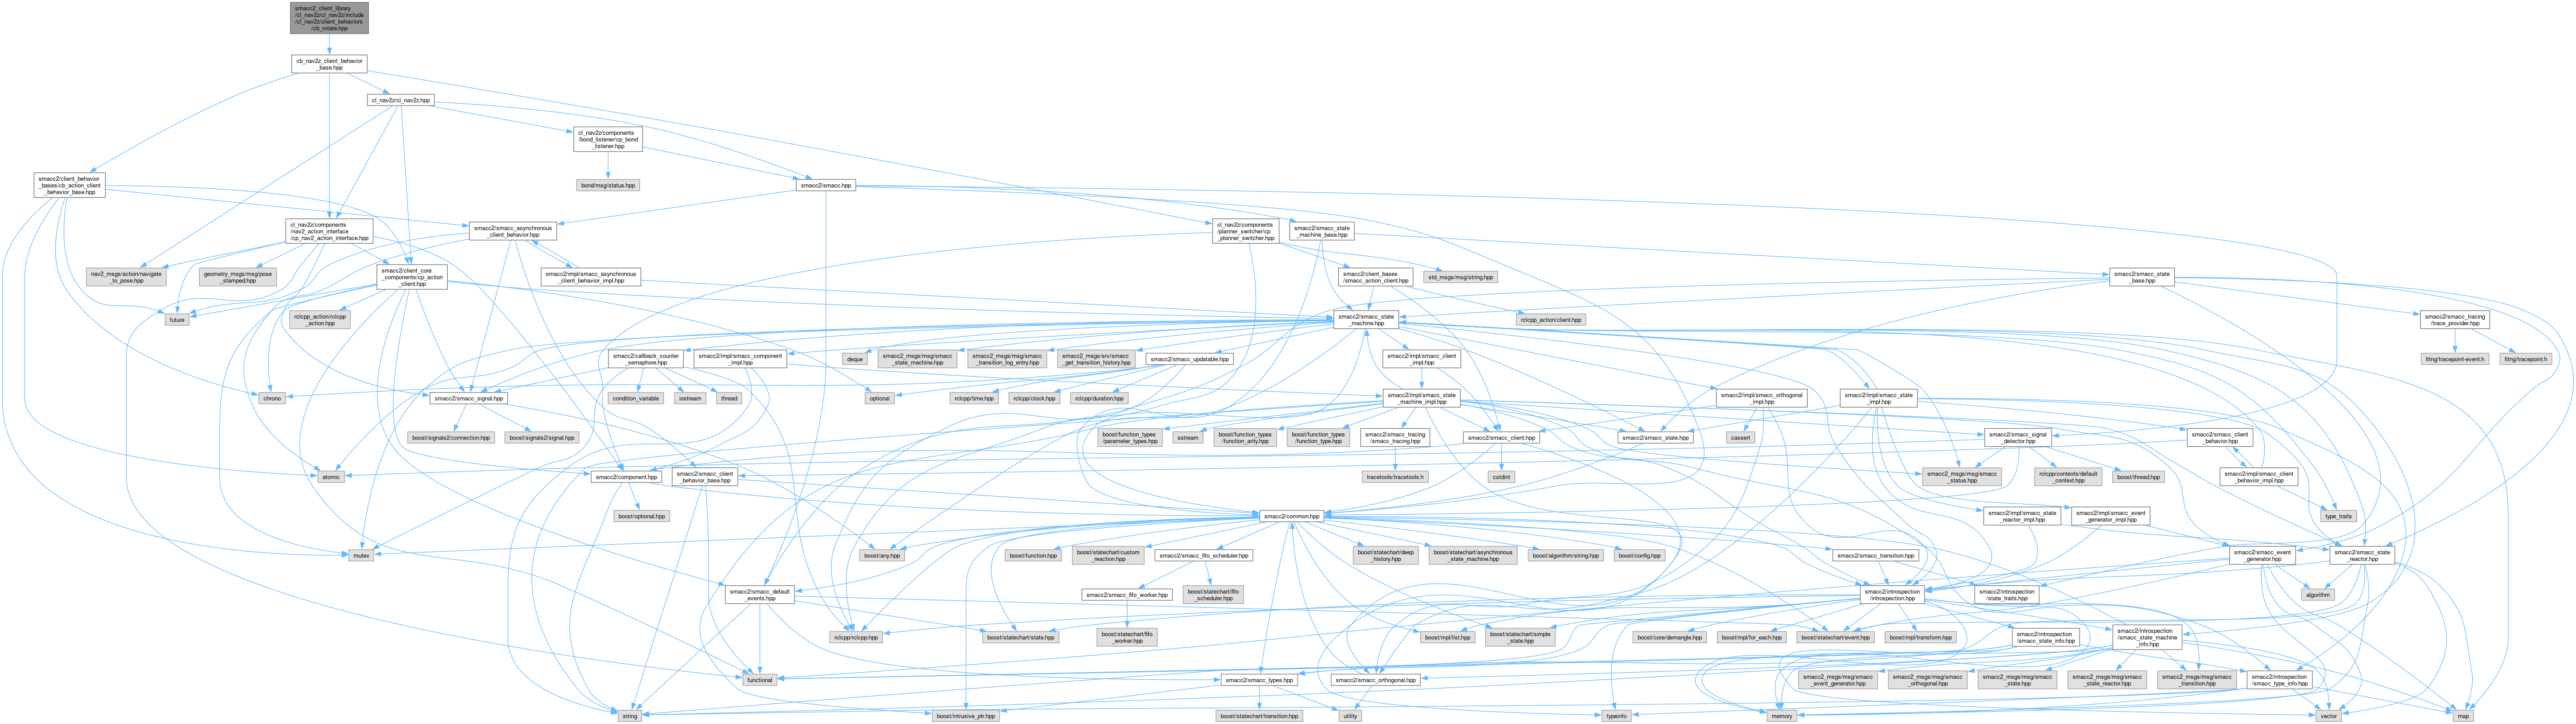 smacc2_client_library
/cl_nav2z/cl_nav2z/include
/cl_nav2z/client_behaviors
/cb_rotate.hpp
cb_nav2z_client_behavior
_base.hpp
cl_nav2z/cl_nav2z.hpp
cl_nav2z/components
/bond_listener/cp_bond
_listener.hpp
smacc2/client_behavior
_bases/cb_action_client
_behavior_base.hpp
bond/msg/status.hpp
smacc2/smacc.hpp
cl_nav2z/components
/nav2_action_interface
/cp_nav2_action_interface.hpp
smacc2/smacc_asynchronous
_client_behavior.hpp
cl_nav2z/components
/planner_switcher/cp
_planner_switcher.hpp
smacc2/smacc_state
_machine_base.hpp
nav2_msgs/action/navigate
_to_pose.hpp
geometry_msgs/msg/pose
_stamped.hpp
smacc2/client_core
_components/cp_action
_client.hpp
smacc2/impl/smacc_asynchronous
_client_behavior_impl.hpp
smacc2/client_bases
/smacc_action_client.hpp
std_msgs/msg/string.hpp
smacc2/smacc_state
_base.hpp
future
rclcpp_action/rclcpp
_action.hpp
smacc2/smacc_state
_machine.hpp
rclcpp_action/client.hpp
smacc2/smacc_tracing
/trace_provider.hpp
smacc2/callback_counter
_semaphore.hpp
smacc2/impl/smacc_component
_impl.hpp
deque
smacc2_msgs/msg/smacc
_state_machine.hpp
smacc2_msgs/msg/smacc
_transition_log_entry.hpp
smacc2_msgs/srv/smacc
_get_transition_history.hpp
smacc2/smacc_updatable.hpp
smacc2/impl/smacc_client
_impl.hpp
lttng/tracepoint-event.h
lttng/tracepoint.h
chrono
smacc2/smacc_signal.hpp
condition_variable
iostream
thread
optional
rclcpp/time.hpp
rclcpp/clock.hpp
rclcpp/duration.hpp
smacc2/impl/smacc_state
_machine_impl.hpp
smacc2/impl/smacc_orthogonal
_impl.hpp
smacc2/impl/smacc_state
_impl.hpp
boost/signals2/connection.hpp
boost/signals2/signal.hpp
boost/function_types
/parameter_types.hpp
sstream
boost/function_types
/function_arity.hpp
boost/function_types
/function_type.hpp
smacc2/smacc_tracing
/smacc_tracing.hpp
smacc2/smacc_client.hpp
smacc2/smacc_state.hpp
cassert
smacc2/smacc_signal
_detector.hpp
smacc2/smacc_client
_behavior.hpp
atomic
smacc2/component.hpp
smacc2/smacc_client
_behavior_base.hpp
tracetools/tracetools.h
cstdint
smacc2_msgs/msg/smacc
_status.hpp
rclcpp/contexts/default
_context.hpp
boost/thread.hpp
smacc2/impl/smacc_client
_behavior_impl.hpp
boost/optional.hpp
smacc2/common.hpp
smacc2/impl/smacc_state
_reactor_impl.hpp
smacc2/impl/smacc_event
_generator_impl.hpp
type_traits
mutex
boost/any.hpp
boost/function.hpp
boost/statechart/custom
_reaction.hpp
smacc2/smacc_fifo_scheduler.hpp
boost/statechart/deep
_history.hpp
boost/statechart/asynchronous
_state_machine.hpp
boost/algorithm/string.hpp
boost/config.hpp
smacc2/smacc_transition.hpp
smacc2/smacc_event
_generator.hpp
smacc2/smacc_state
_reactor.hpp
smacc2/smacc_default
_events.hpp
smacc2/smacc_fifo_worker.hpp
boost/statechart/fifo
_scheduler.hpp
smacc2/introspection
/introspection.hpp
smacc2/introspection
/state_traits.hpp
algorithm
rclcpp/rclcpp.hpp
boost/statechart/state.hpp
boost/statechart/fifo
_worker.hpp
boost/mpl/list.hpp
boost/statechart/simple
_state.hpp
boost/core/demangle.hpp
boost/mpl/for_each.hpp
boost/statechart/event.hpp
boost/mpl/transform.hpp
smacc2/introspection
/smacc_state_info.hpp
smacc2/introspection
/smacc_state_machine
_info.hpp
functional
smacc2/smacc_types.hpp
smacc2/smacc_orthogonal.hpp
smacc2_msgs/msg/smacc
_event_generator.hpp
smacc2_msgs/msg/smacc
_orthogonal.hpp
smacc2_msgs/msg/smacc
_state.hpp
smacc2_msgs/msg/smacc
_state_reactor.hpp
smacc2_msgs/msg/smacc
_transition.hpp
smacc2/introspection
/smacc_type_info.hpp
string
boost/intrusive_ptr.hpp
boost/statechart/transition.hpp
utility
typeinfo
memory
vector
map